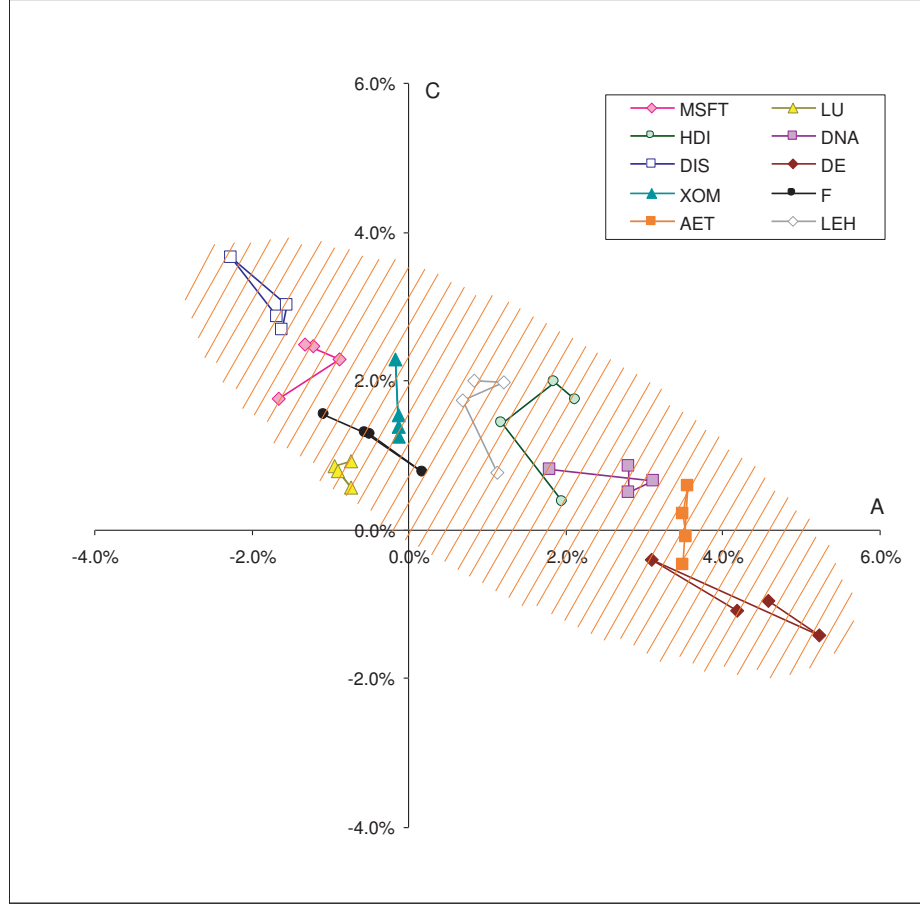 6.0%
C
MSFT LU
HDI DNA
DIS DE
XOM F
AET LEH
4.0%
2.0%
A
0.0%
-4.0% -2.0% 0.0% 2.0% 4.0% 6.0%
-2.0%
-4.0%